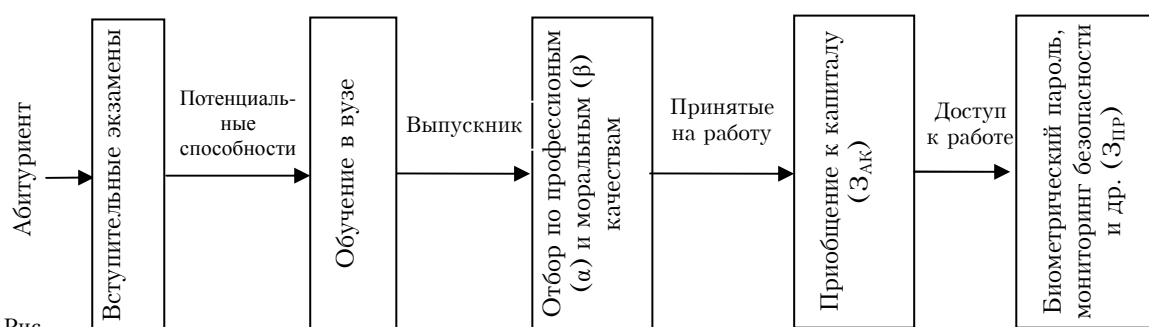 Абитуриент
Вступительные экзамены
Потенциаль-
ные
способности
Обучение в вузе
Выпускник
Отбор по профессионым
(α) и моральным (β)
качествам
Принятые
на работу
Приобщение к капиталу
(З_АК)
Доступ
к работе
Биометрический пароль,
мониторинг безопасности
и др. (З_ПР)
Рис